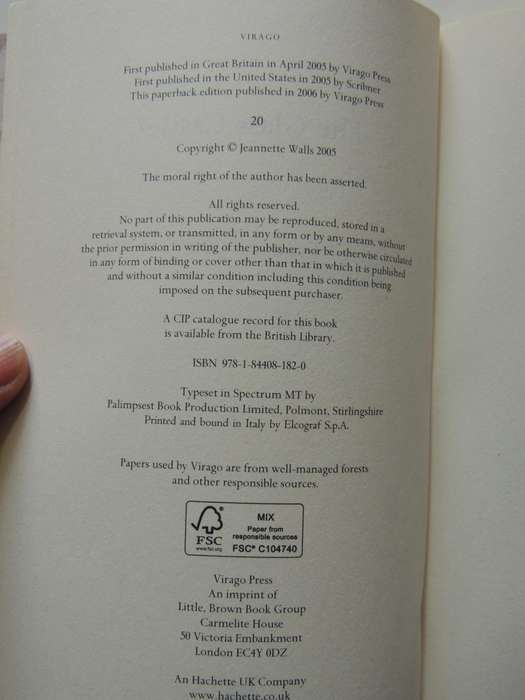 VIRAGO
First published in Great Britain in April 2005 by Virago Press
First published in the United States in 2005 by Scribner
This paperback edition published in 2006 by Virago Press
20
Copyright © Jeannette Walls 2005
The moral right of the author has been asserted.
All rights reserved.
No part of this publication may be reproduced, stored in a
retrieval system, or transmitted, in any form or by any means, without
the prior permission in writing of the publisher, nor be otherwise circulated
in any form of binding or cover other than that in which it is published
and without a similar condition including this condition being
imposed on the subsequent purchaser.
A CIP catalogue record for this book
is available from the British Library.
ISBN 978-1-84408-182-0
Typeset in Spectrum MT by
Palimpsest Book Production Limited, Polmont, Stirlingshire
Printed and bound in Italy by Elcograf S.p.A.
Papers used by Virago are from well-managed forests
and other responsible sources.
FSC
www.fsc.org
MIX
Paper from
responsible sources
FSC® C104740
Virago Press
An imprint of
Little, Brown Book Group
Carmelite House
50 Victoria Embankment
London EC4Y 0DZ
An Hachette UK Company
www.hachette.co.uk